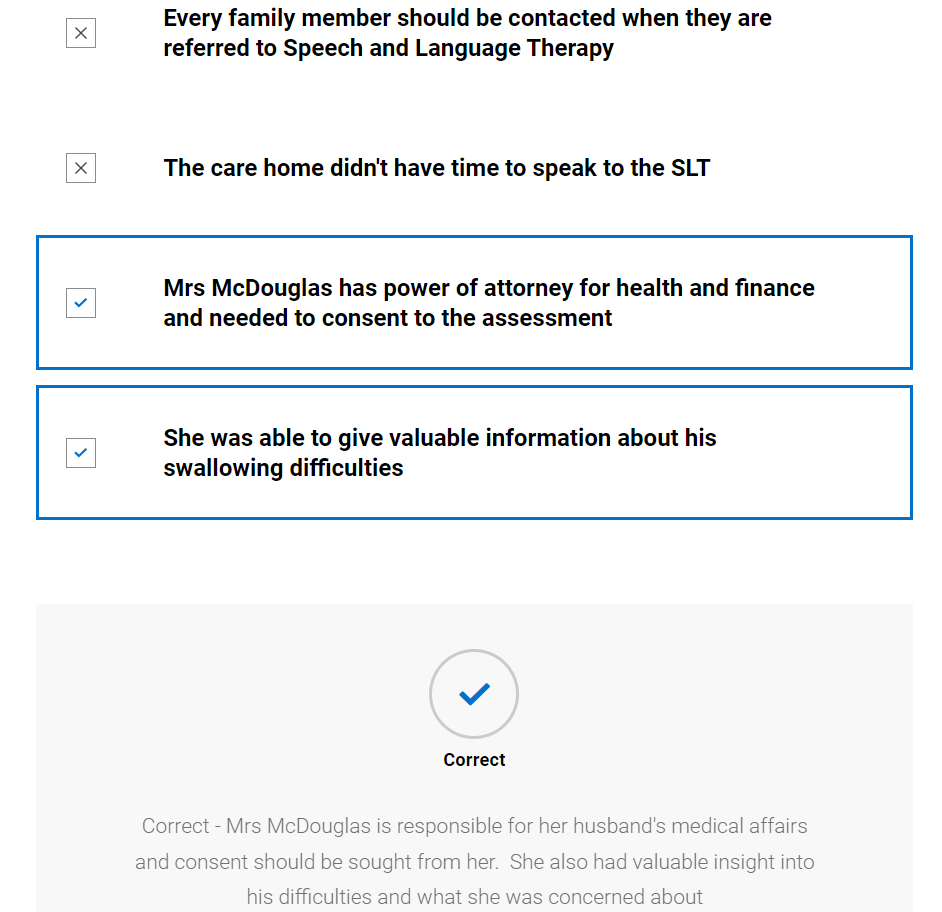 Every family member should be contacted when they are
referred to Speech and Language Therapy
The care home didn't have time to speak to the SLT
Mrs McDouglas has power of attorney for health and finance
and needed to consent to the assessment
She was able to give valuable information about his
swallowing difficulties
Correct
Correct - Mrs McDouglas is responsible for her husband's medical affairs
and consent should be sought from her.  She also had valuable insight into
his difficulties and what she was concerned about